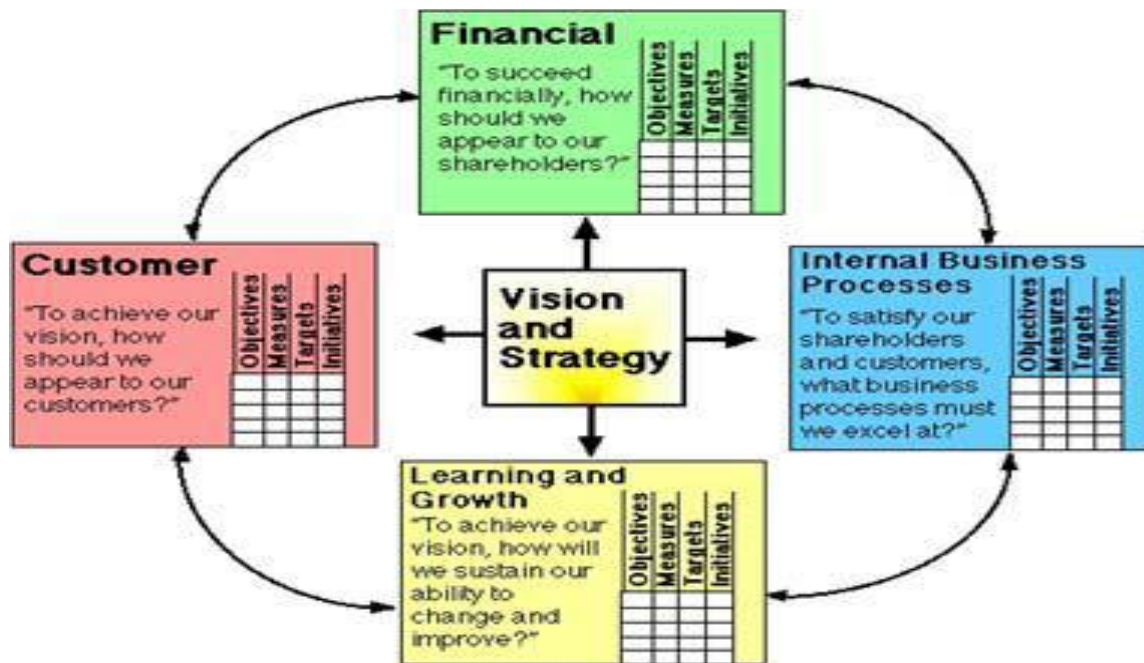 Financial
"To succeed
financially, how
should we
appear to our
shareholders?"
Objectives
Measures
Targets
Initiatives
Customer
"To achieve our
vision, how
should we
appear to our
customers?"
Objectives
Measures
Targets
Initiatives
Vision
and
Strategy
Internal Business
Processes
"To satisfy our
shareholders
and customers,
what business
processes must
we excel at?"
Objectives
Measures
Targets
Initiatives
Learning and
Growth
"To achieve our
vision, how will
we sustain our
ability to
change and
improve?"
Objectives
Measures
Targets
Initiatives